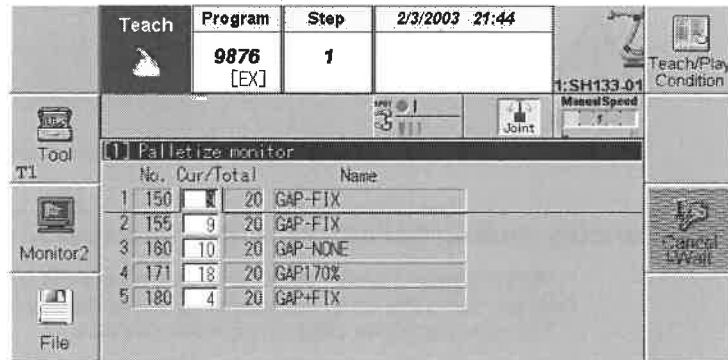 Teach
Program
9876
[EX]
Step
1
2/3/2003 21:44
1:SH133-01
Teach/Play
Condition
Manual Speed
Joint
Tool
T1
[1] Palletize monitor
No. Cur/Total Name
1 150 20 GAP-FIX
2 155 9 20 GAP-FIX
3 160 10 20 GAP-NONE
4 171 18 20 GAP170%
5 180 4 20 GAP+FIX
Monitor2
File
Cancel
I-Wait